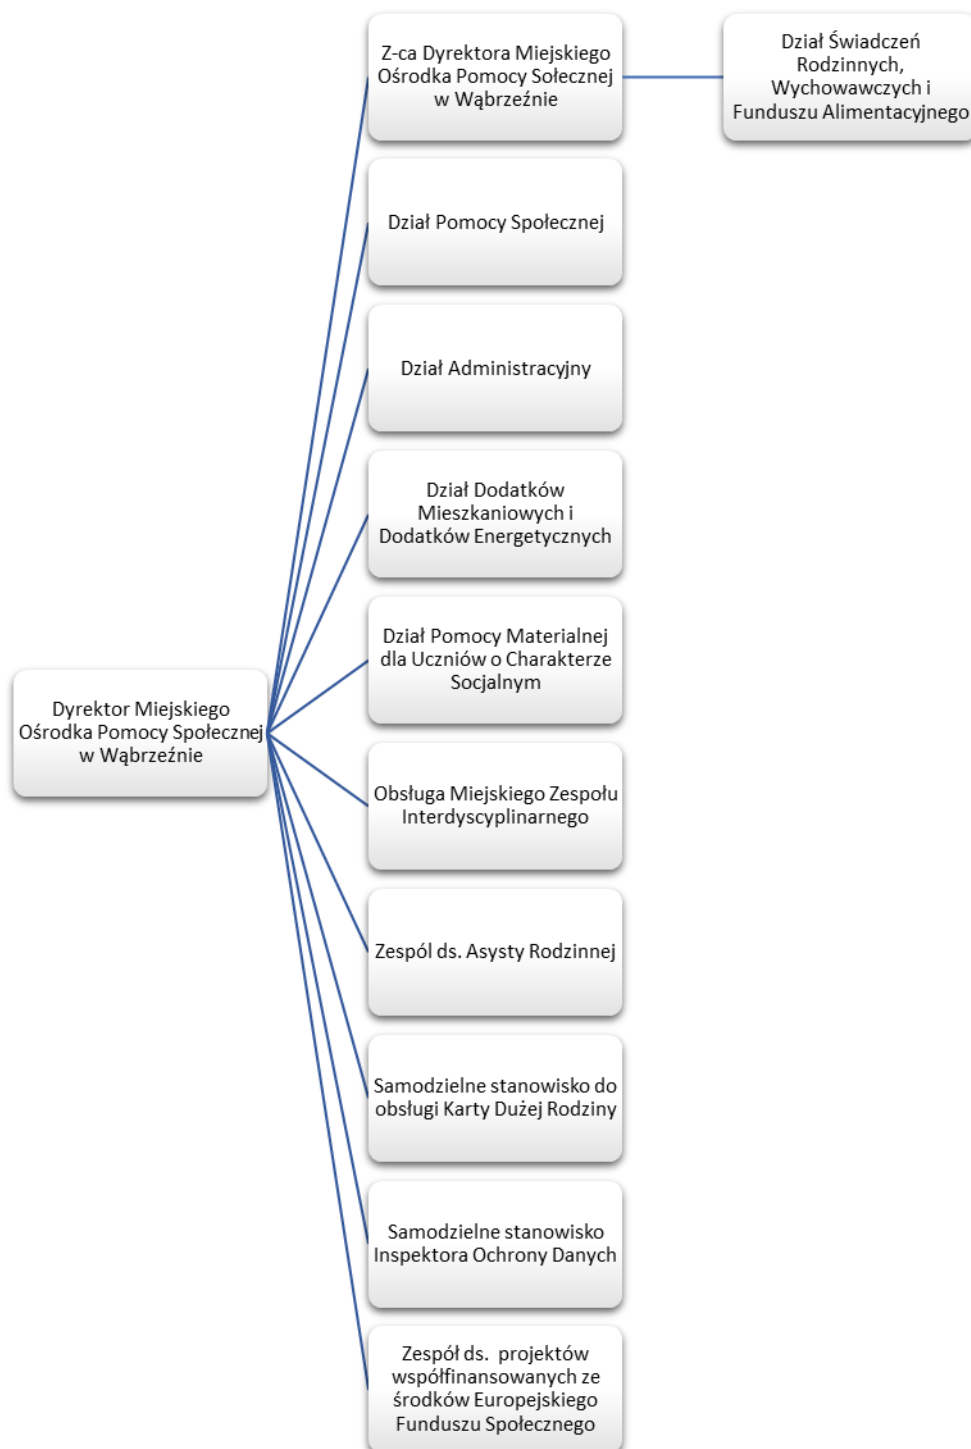 Z-ca Dyrektora Miejskiego
Ośrodka Pomocy Sołecznej
w Wąbrzeźnie
Dział Świadczeń
Rodzinnych,
Wychowawczych i
Funduszu Alimentacyjnego
Dział Pomocy Społecznej
Dział Administracyjny
Dział Dodatków
Mieszkaniowych i
Dodatków Energetycznych
Dział Pomocy Materialnej
dla Uczniów o Charakterze
Socjalnym
Dyrektor Miejskiego
Ośrodka Pomocy Społecznej
w Wąbrzeźnie
Obsługa Miejskiego Zespołu
Interdyscyplinarnego
Zespól ds. Asysty Rodzinnej
Samodzielne stanowisko do
obsługi Karty Dużej Rodziny
Samodzielne stanowisko
Inspektora Ochrony Danych
Zespół ds. projektów
współfinansowanych ze
środków Europejskiego
Funduszu Społecznego